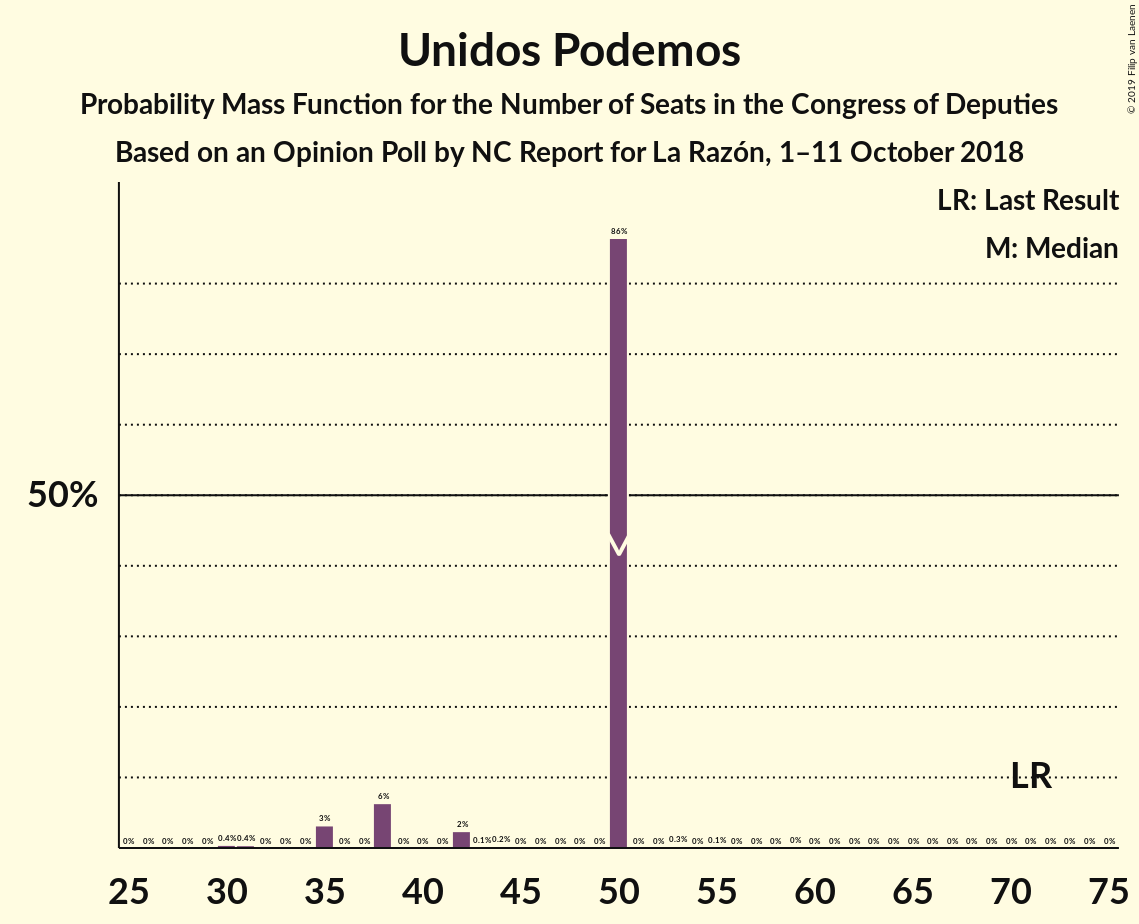 Unidos Podemos
Probability Mass Function for the Number of Seats in the Congress of Deputies
Based on an Opinion Poll by NC Report for La Razón, 1–11 October 2018
© 2019 Filip van Laenen
LR: Last Result
M: Median
86%
50%
LR
6%
3%
2%
0% 0% 0% 0% 0% 0.4% 0.4% 0% 0% 0% 0% 0% 0% 0% 0% 0.1% 0.2% 0% 0% 0% 0% 0% 0% 0% 0.3% 0% 0.1% 0% 0% 0% 0% 0% 0% 0% 0% 0% 0% 0% 0% 0% 0% 0% 0% 0% 0% 0% 0%
25 30 35 40 45 50 55 60 65 70 75